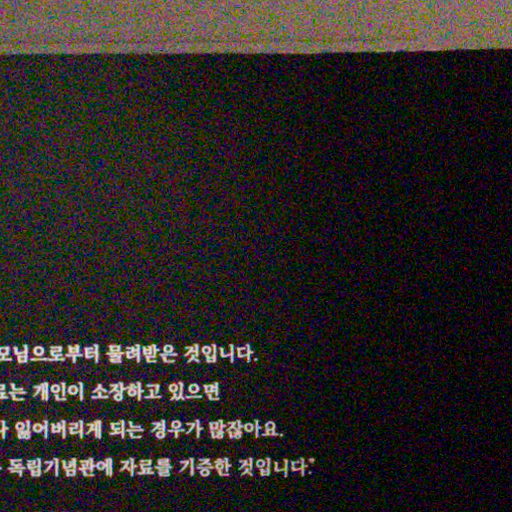 모님으로부터 물려받은 것입니다.
료는 개인이 소장하고 있으면
잃어버리게 되는 경우가 많잖아요.
독립기념관에 자료를 기증한 것입니다."